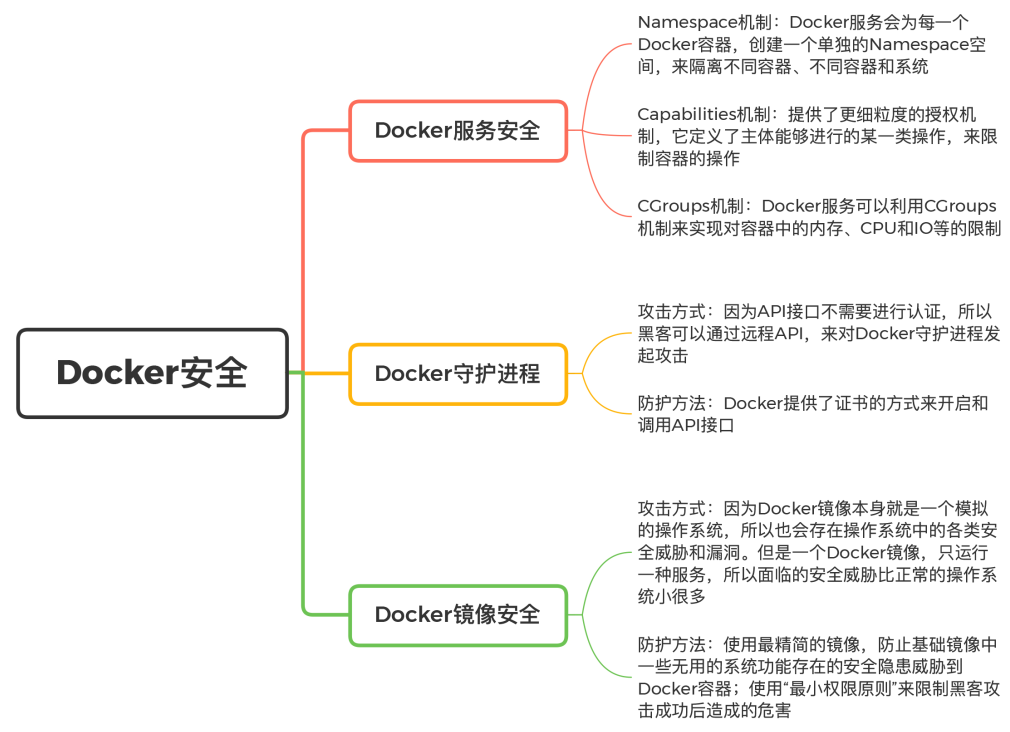 Docker安全
Docker服务安全
Namespace机制：Docker服务会为每一个
Docker容器，创建一个单独的Namespace空
间，来隔离不同容器、不同容器和系统
Capabilities机制：提供了更细粒度的授权机
制，它定义了主体能够进行的某一类操作，来限
制容器的操作
CGroups机制：Docker服务可以利用CGroups
机制来实现对容器中的内存、CPU和IO等的限制
Docker守护进程
攻击方式：因为API接口不需要进行认证，所以
黑客可以通过远程API，来对Docker守护进程发
起攻击
防护方法：Docker提供了证书的方式来开启和
调用API接口
Docker镜像安全
攻击方式：因为Docker镜像本身就是一个模拟
的操作系统，所以也会存在操作系统中的各类安
全威胁和漏洞。但是一个Docker镜像，只运行
一种服务，所以面临的安全威胁比正常的操作系
统小很多
防护方法：使用最精简的镜像，防止基础镜像中
一些无用的系统功能存在的安全隐患威胁到
Docker容器；使用“最小权限原则”来限制黑客攻
击成功后造成的危害